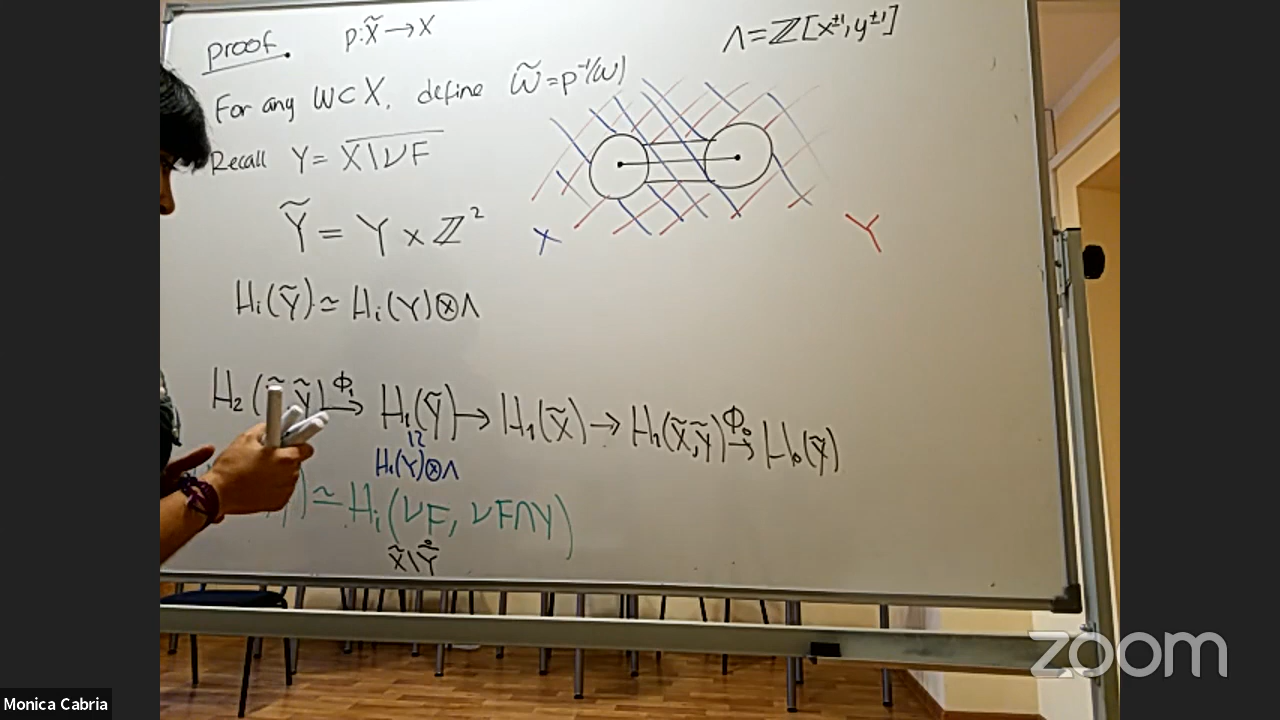 proof.
p: X̃ → X
Λ = ℤ[x^{±1}, y^{±1}]
For any W ⊂ X, define W̃ = p^{-1}(W)
Recall Y = \overline{X \ νF}
Ỹ = Y × ℤ²
X
Y
H_i(Ỹ) ≃ H_i(Y) ⊗ Λ
H_2( Ỹ) →^{Φ_1} H_1(Ỹ) → H_1(X̃) → H_1(X̃, Ỹ) →^{Φ_0} H_0(Ỹ)
≀∥
H_1(Y) ⊗ Λ
) ≃ H_i(νF, νF ∩ Y)
X̃ \ Ỹ
zoom
Monica Cabria